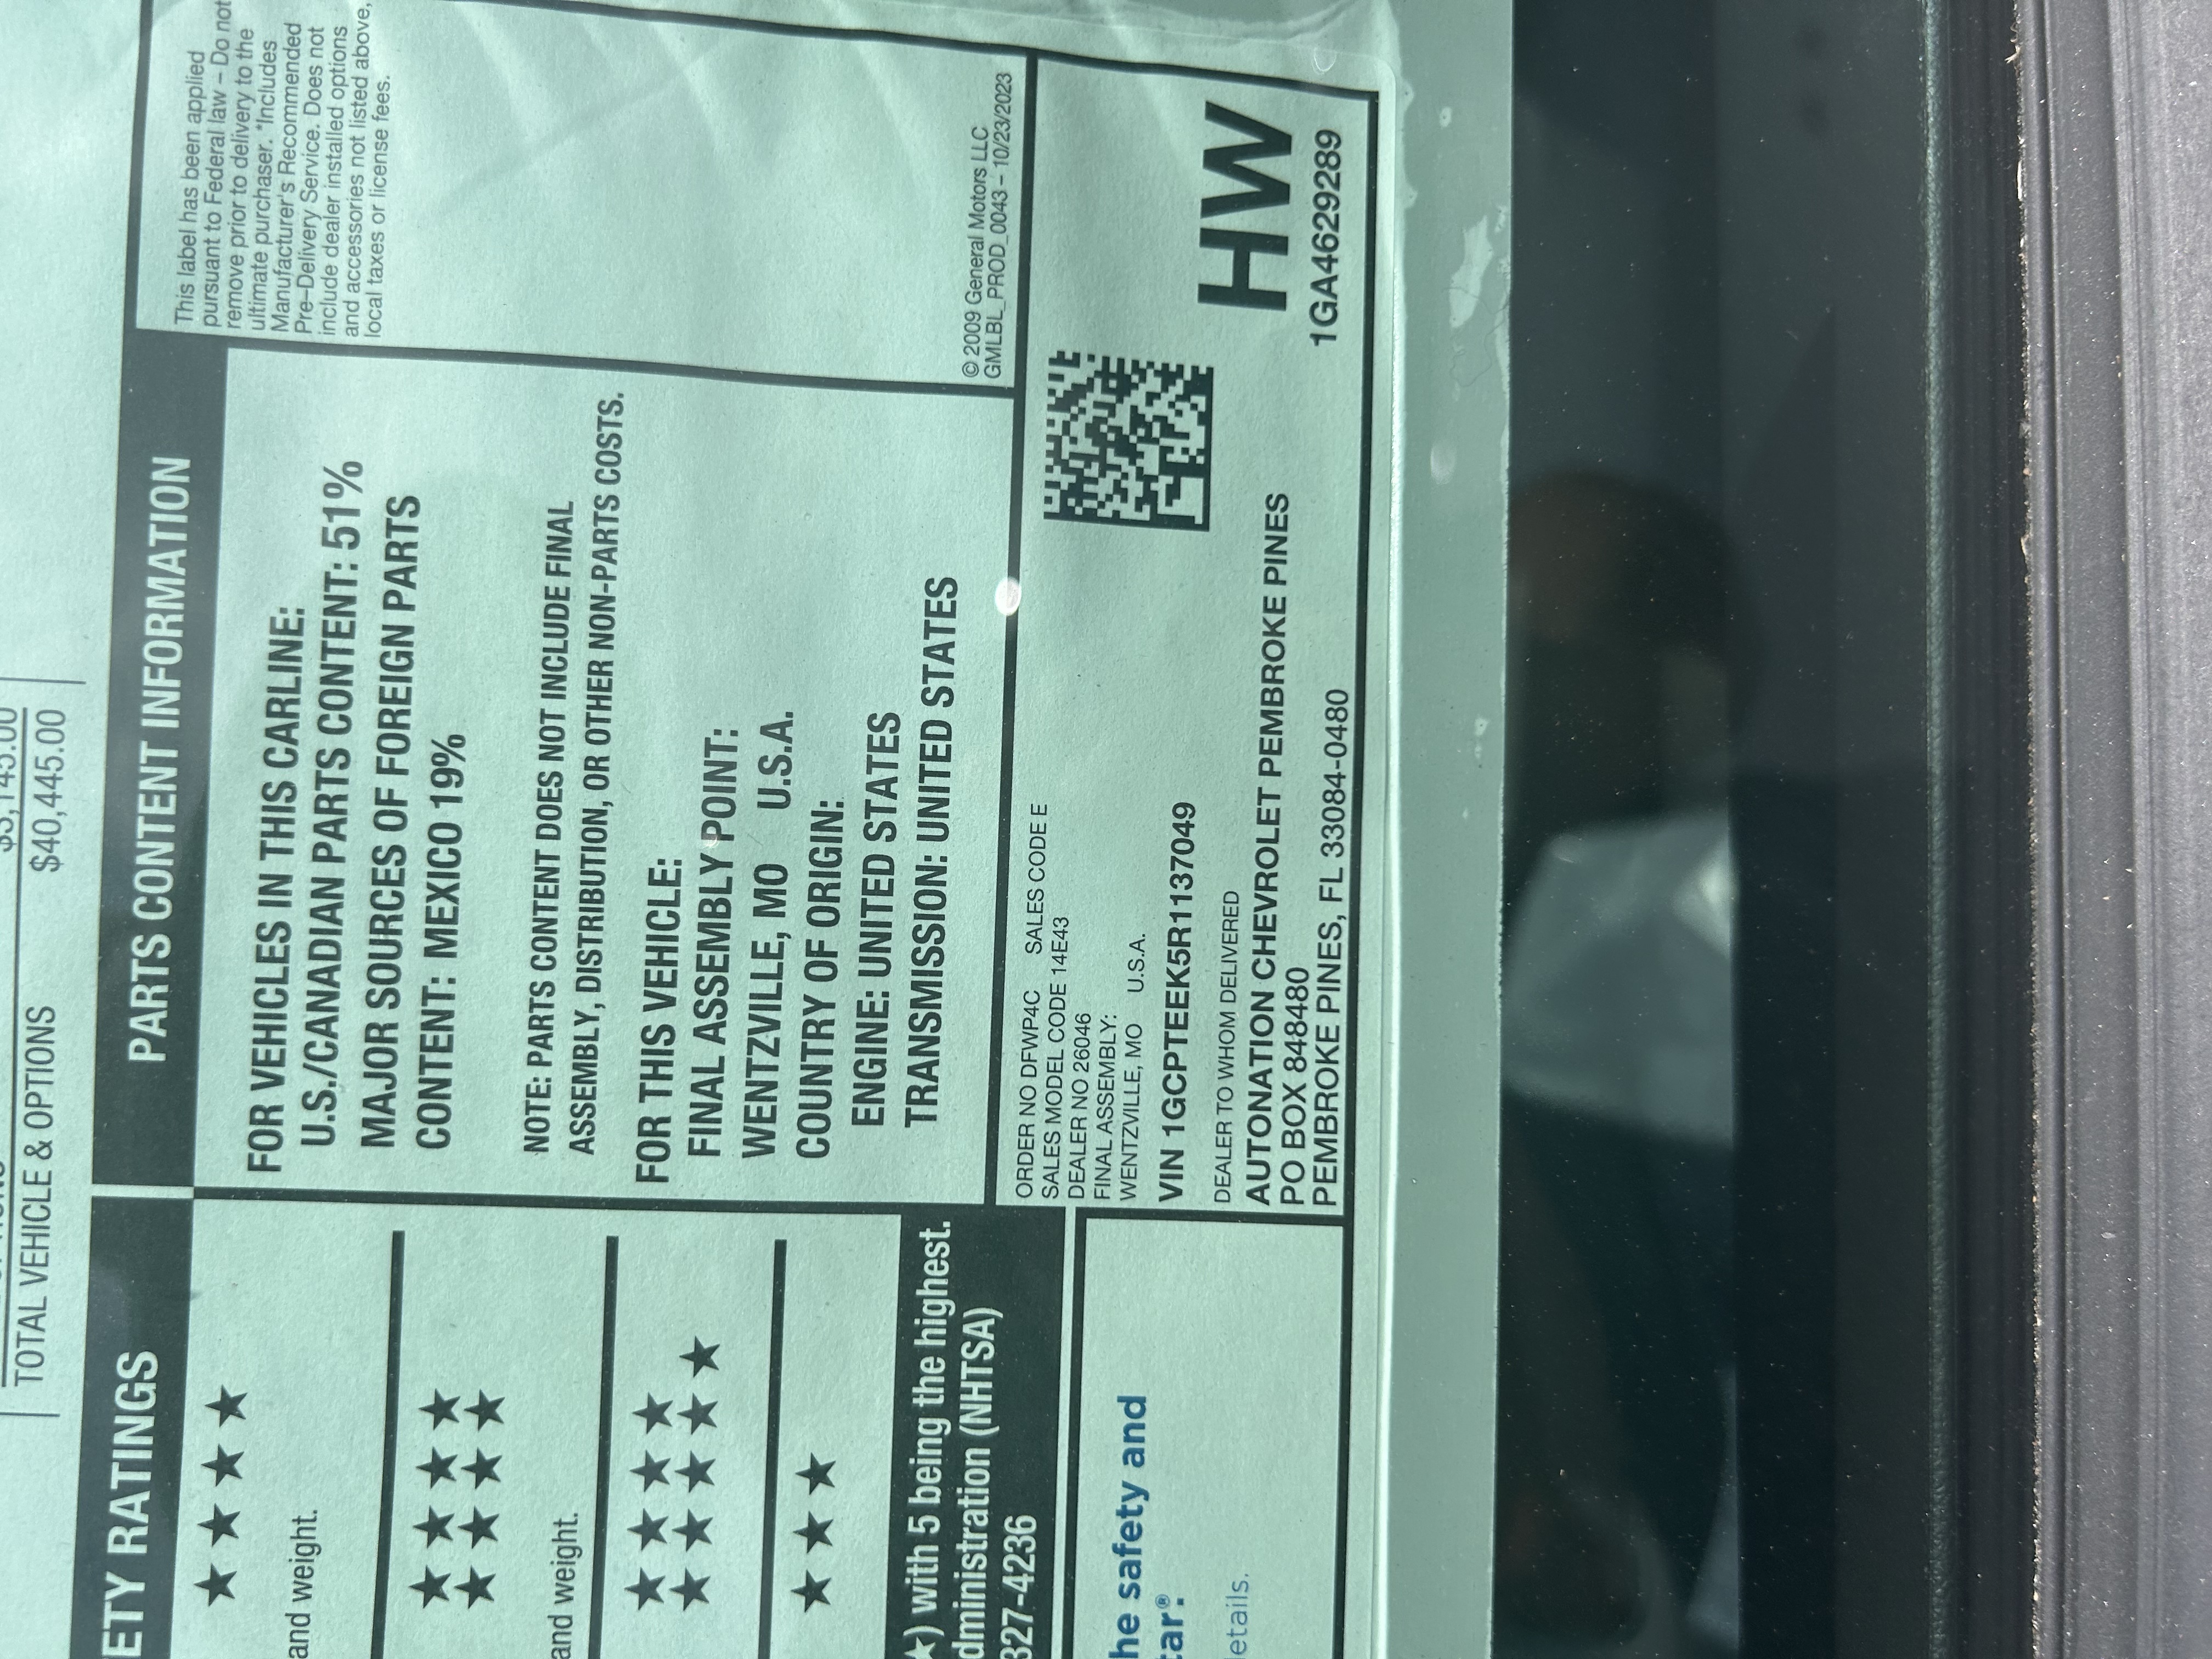 TOTAL VEHICLE & OPTIONS $40,445.00
ETY RATINGS
★ ★ ★ ★
and weight.
★ ★ ★ ★
★ ★ ★ ★
and weight.
★ ★ ★ ★
★ ★ ★ ★ ★
★ ★ ★
★) with 5 being the highest.
dministration (NHTSA)
327-4236
he safety and
tar.®
etails.
PARTS CONTENT INFORMATION
FOR VEHICLES IN THIS CARLINE:
U.S./CANADIAN PARTS CONTENT: 51%
MAJOR SOURCES OF FOREIGN PARTS
CONTENT: MEXICO 19%
NOTE: PARTS CONTENT DOES NOT INCLUDE FINAL
ASSEMBLY, DISTRIBUTION, OR OTHER NON-PARTS COSTS.
FOR THIS VEHICLE:
FINAL ASSEMBLY POINT:
WENTZVILLE, MO U.S.A.
COUNTRY OF ORIGIN:
ENGINE: UNITED STATES
TRANSMISSION: UNITED STATES
This label has been applied
pursuant to Federal law – Do not
remove prior to delivery to the
ultimate purchaser. *Includes
Manufacturer's Recommended
Pre–Delivery Service. Does not
include dealer installed options
and accessories not listed above,
local taxes or license fees.
© 2009 General Motors LLC
GMLBL_PROD_0043 – 10/23/2023
ORDER NO DFWP4C SALES CODE E
SALES MODEL CODE 14E43
DEALER NO 26046
FINAL ASSEMBLY:
WENTZVILLE, MO U.S.A.
VIN 1GCPTEEK5R1137049
DEALER TO WHOM DELIVERED
AUTONATION CHEVROLET PEMBROKE PINES
PO BOX 848480
PEMBROKE PINES, FL 33084-0480
HW
1GA4629289